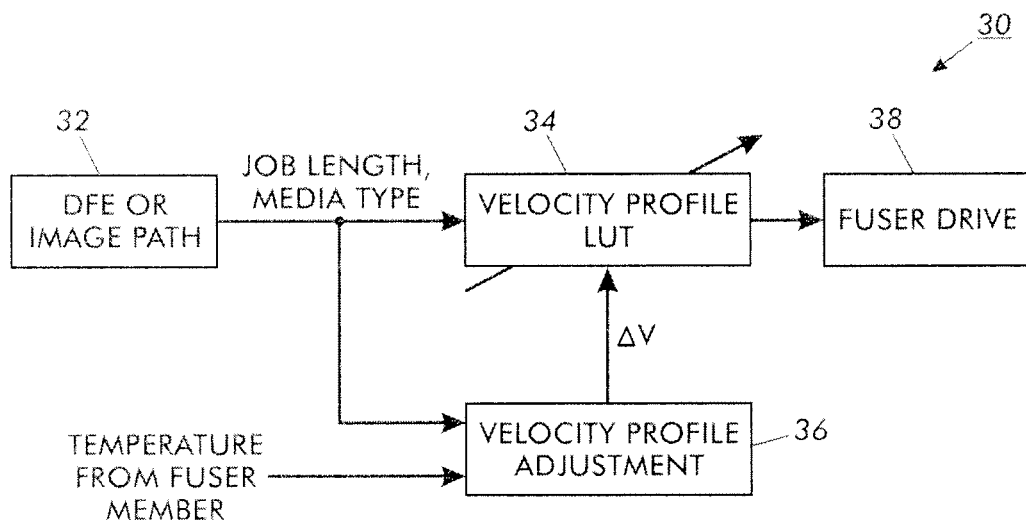 30
32
34
38
JOB LENGTH,
MEDIA TYPE
DFE OR
IMAGE PATH
VELOCITY PROFILE
LUT
FUSER DRIVE
ΔV
VELOCITY PROFILE
ADJUSTMENT
36
TEMPERATURE
FROM FUSER
MEMBER